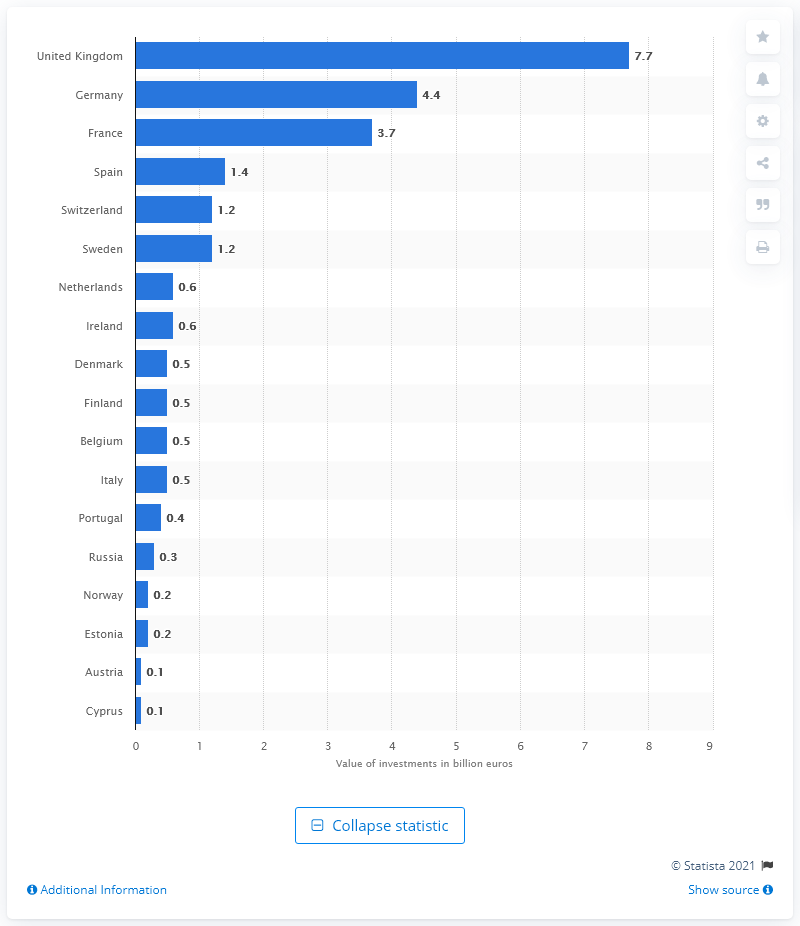 United Kingdom 7.7
Germany 4.4
France 3.7
Spain 1.4
Switzerland 1.2
Sweden 1.2
Netherlands 0.6
Ireland 0.6
Denmark 0.5
Finland 0.5
Belgium 0.5
Italy 0.5
Portugal 0.4
Russia 0.3
Norway 0.2
Estonia 0.2
Austria 0.1
Cyprus 0.1
0 1 2 3 4 5 6 7 8 9
Value of investments in billion euros
Collapse statistic
© Statista 2021
Additional Information Show source